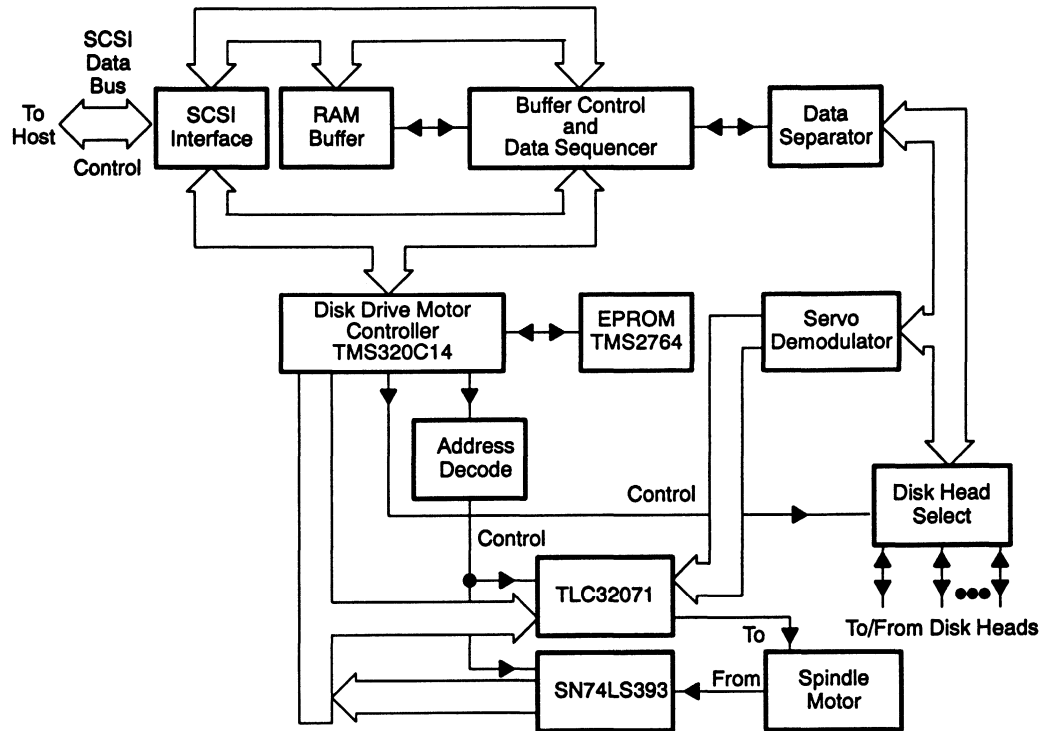 SCSI
Data
Bus
To
Host
Control
SCSI
Interface
RAM
Buffer
Buffer Control
and
Data Sequencer
Data
Separator
Disk Drive Motor
Controller
TMS320C14
EPROM
TMS2764
Servo
Demodulator
Address
Decode
Control
Disk Head
Select
Control
TLC32071
To
To/From Disk Heads
SN74LS393
From
Spindle
Motor